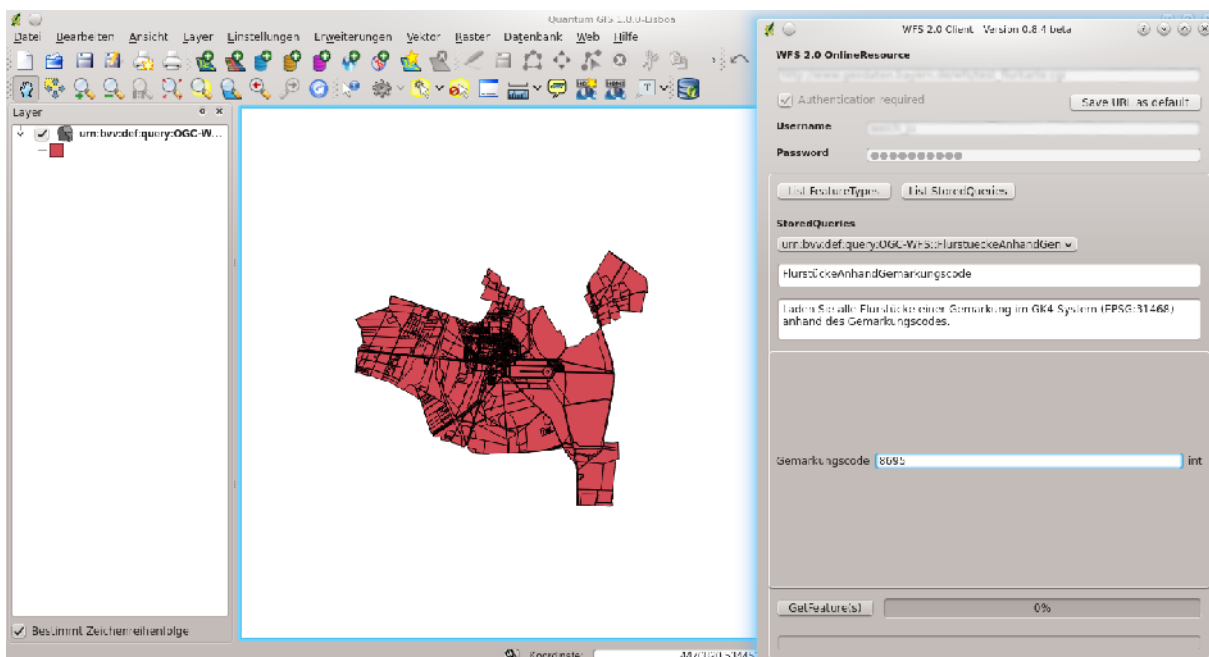 Quantum GIS 1.8.0-Lisboa
Datei Bearbeiten Ansicht Layer Einstellungen Erweiterungen Vektor Raster Datenbank Web Hilfe
Layer
urn:bvv:def:query:OGC-W...
Bestimmt Zeichenreihenfolge
Koordinate:
WFS 2.0 Client Version 0.8.4 beta
WFS 2.0 OnlineResource
Authentication required
Save URL as default
Username
Password
List FeatureTypes
List StoredQueries
StoredQueries
urn:bvv:def:query:OGC-WFS::FlurstueckeAnhandGen
FlurstückeAnhandGemarkungscode
Laden Sie alle Flurstücke einer Gemarkung im GK4-System (EPSG:31468)
anhand des Gemarkungscodes.
Gemarkungscode 8695 int
GetFeature(s)
0%